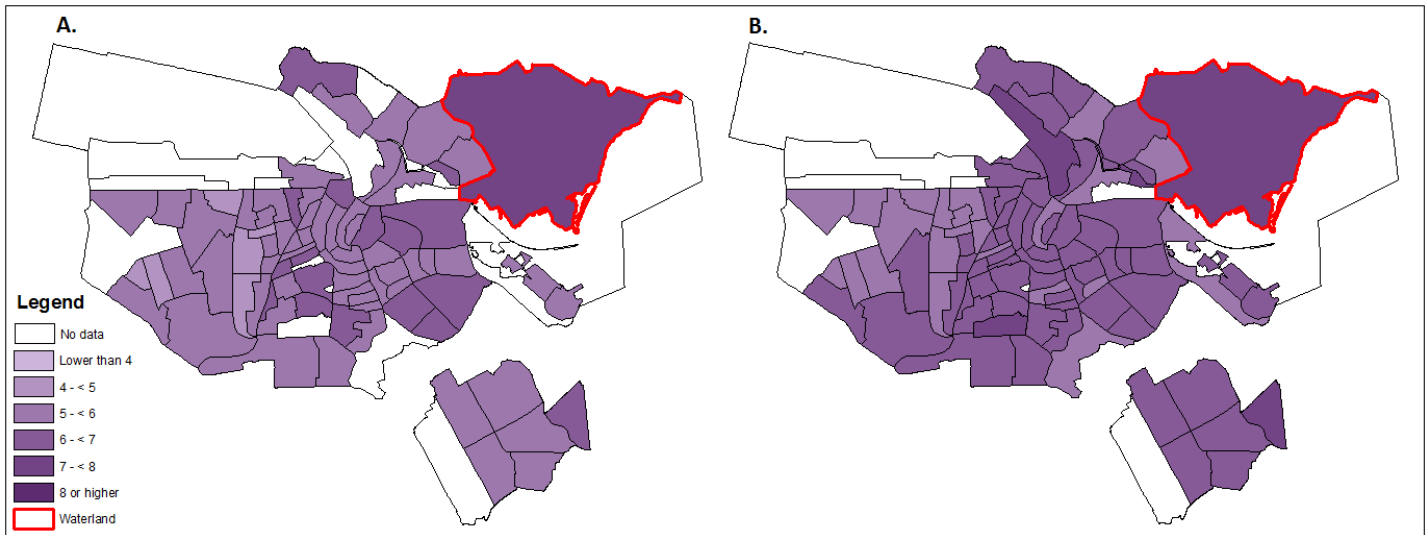 A.
B.
Legend
No data
Lower than 4
4 - < 5
5 - < 6
6 - < 7
7 - < 8
8 or higher
Waterland